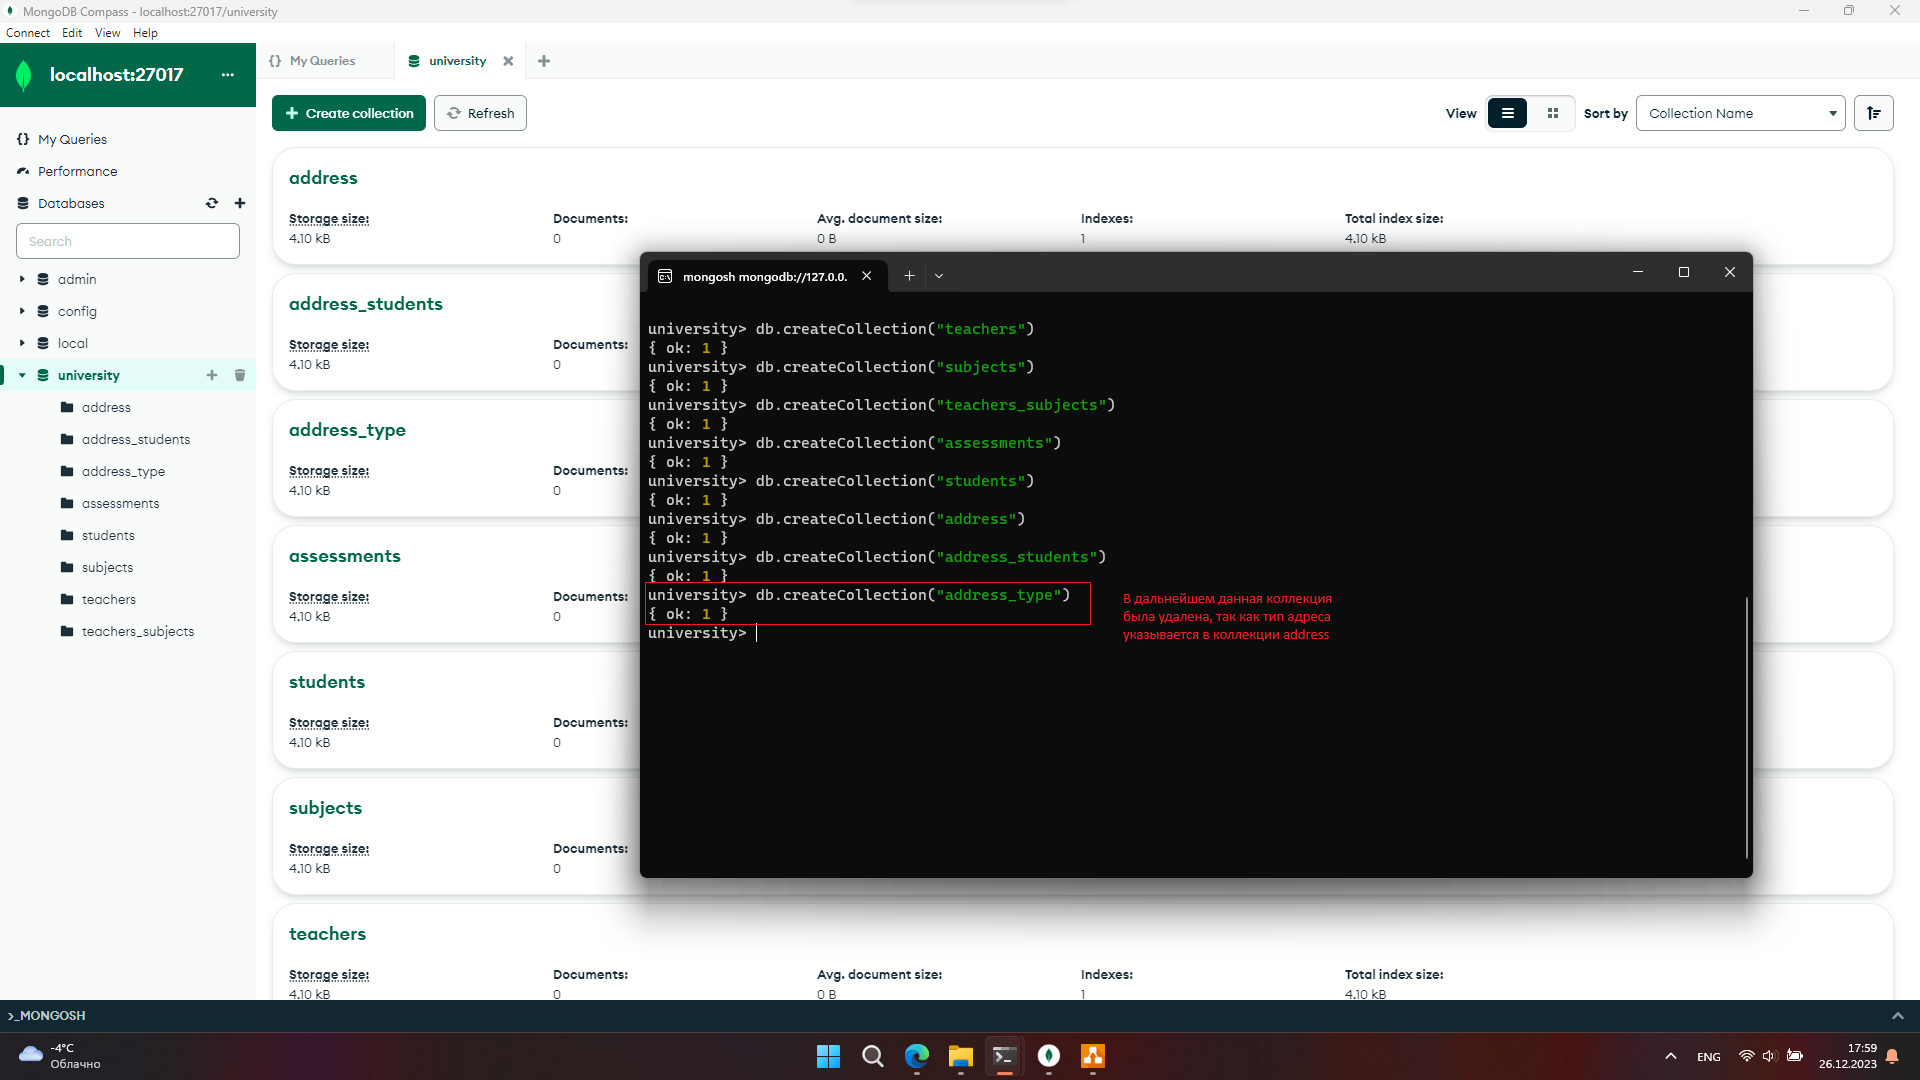 MongoDB Compass - localhost:27017/university
Connect Edit View Help
localhost:27017 ...
{} My Queries
university
My Queries
Performance
Databases
Search
admin
config
local
university
address
address_students
address_type
assessments
students
subjects
teachers
teachers_subjects
Create collection
Refresh
View
Sort by
Collection Name
address
Storage size: Documents: Avg. document size: Indexes: Total index size:
4.10 kB 0 0 B 1 4.10 kB
address_students
Storage size: Documents:
4.10 kB 0
address_type
Storage size: Documents:
4.10 kB 0
assessments
Storage size: Documents:
4.10 kB 0
students
Storage size: Documents:
4.10 kB 0
subjects
Storage size: Documents:
4.10 kB 0
teachers
Storage size: Documents: Avg. document size: Indexes: Total index size:
4.10 kB 0 0 B 1 4.10 kB
mongosh mongodb://127.0.0.
university> db.createCollection("teachers")
{ ok: 1 }
university> db.createCollection("subjects")
{ ok: 1 }
university> db.createCollection("teachers_subjects")
{ ok: 1 }
university> db.createCollection("assessments")
{ ok: 1 }
university> db.createCollection("students")
{ ok: 1 }
university> db.createCollection("address")
{ ok: 1 }
university> db.createCollection("address_students")
{ ok: 1 }
university> db.createCollection("address_type")
{ ok: 1 }
university>
В дальнейшем данная коллекция
была удалена, так как тип адреса
указывается в коллекции address
>_MONGOSH
-4°C
Облачно
ENG
17:59
26.12.2023